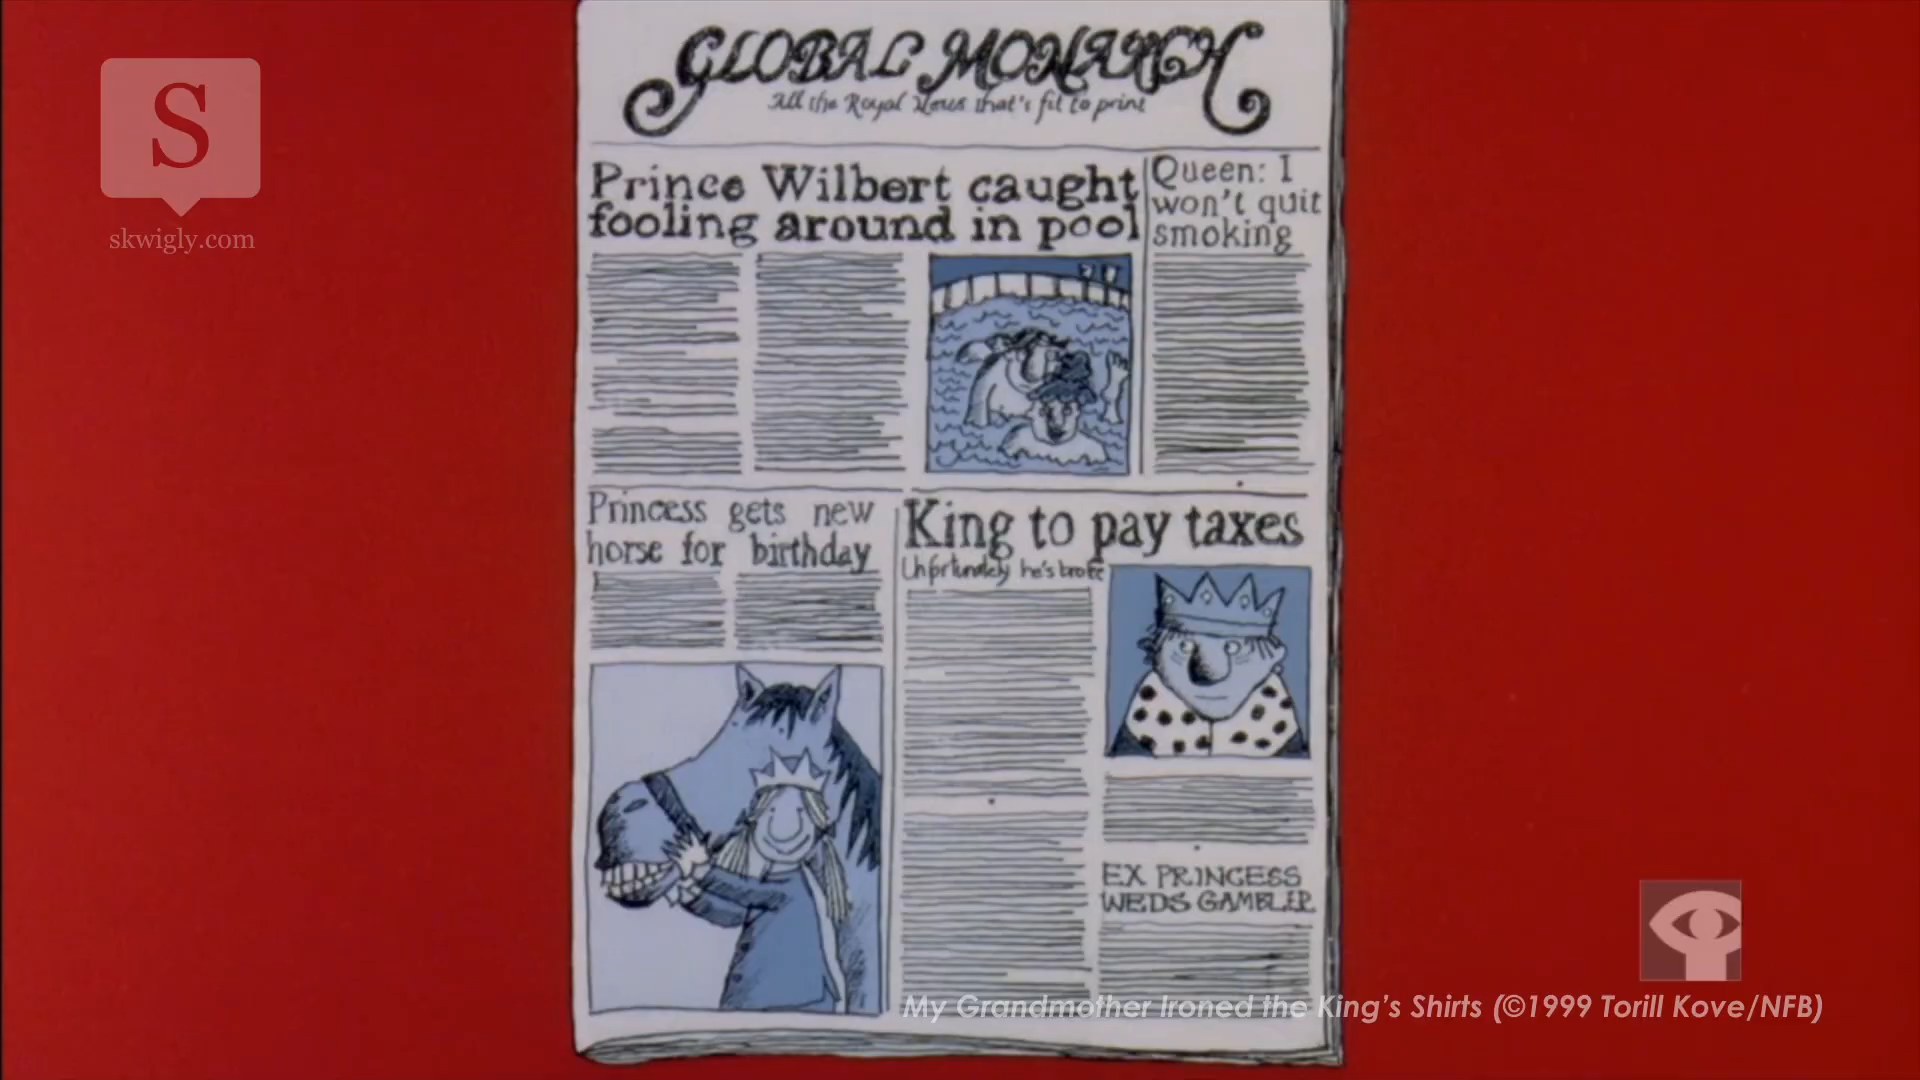 S
skwigly.com
GLOBAL MONARCH
All the Royal News that's fit to print
Prince Wilbert caught
fooling around in pool
Queen: I
won't quit
smoking
Princess gets new
horse for birthday
King to pay taxes
Unfortunately he's broke
EX PRINCESS
WEDS GAMBLER
My Grandmother Ironed the King's Shirts (©1999 Torill Kove/NFB)